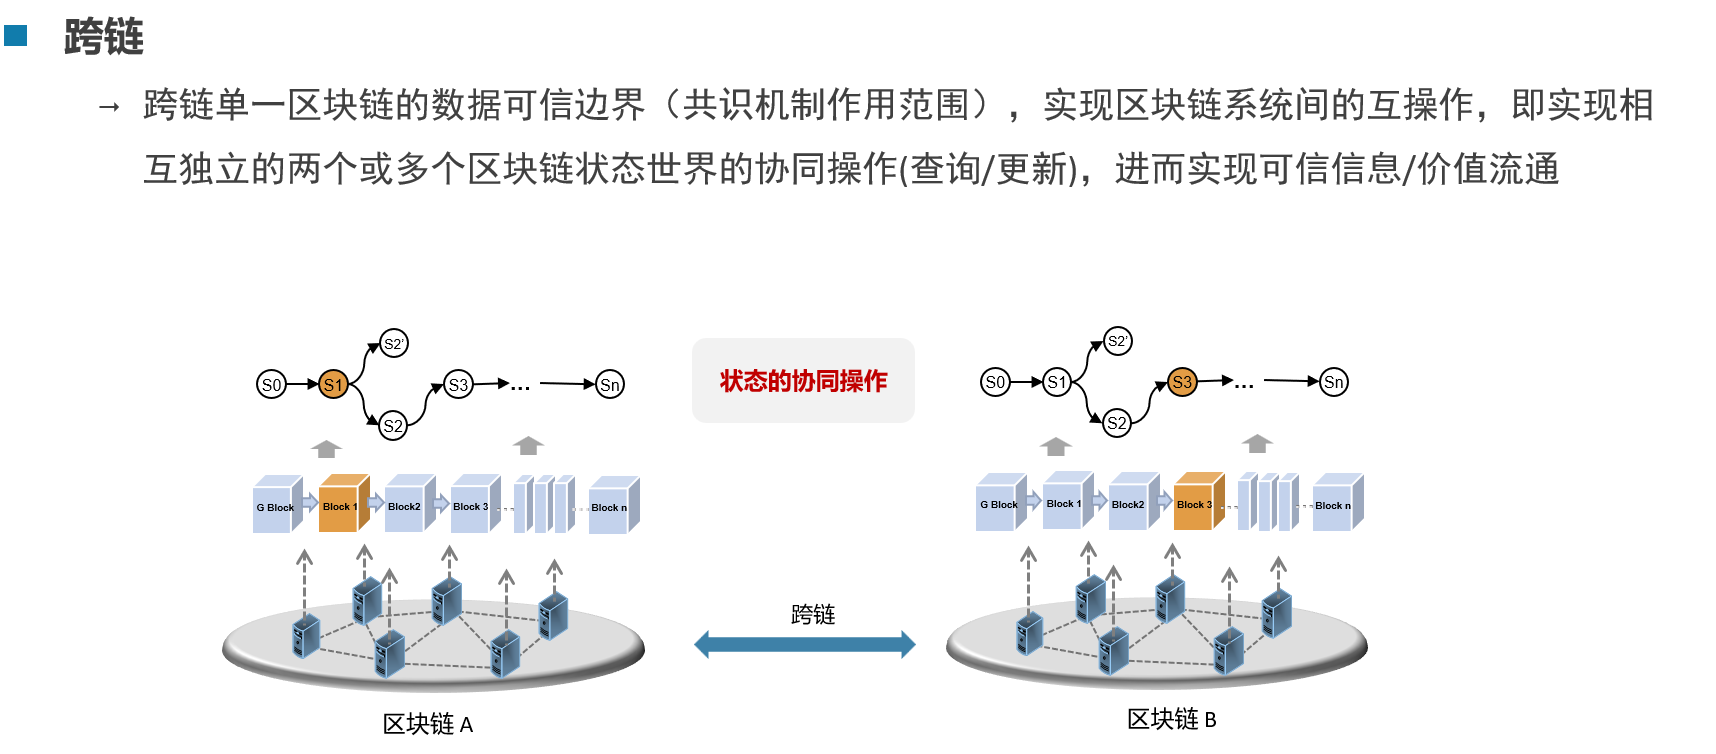 跨链
→ 跨链单一区块链的数据可信边界（共识机制作用范围），实现区块链系统间的互操作，即实现相
互独立的两个或多个区块链状态世界的协同操作(查询/更新)，进而实现可信信息/价值流通
S0 S1 S2' S2 S3 ... Sn
状态的协同操作
S0 S1 S2' S2 S3 ... Sn
G Block Block 1 Block2 Block 3 Block n
G Block Block 1 Block2 Block 3 Block n
跨链
区块链 A
区块链 B